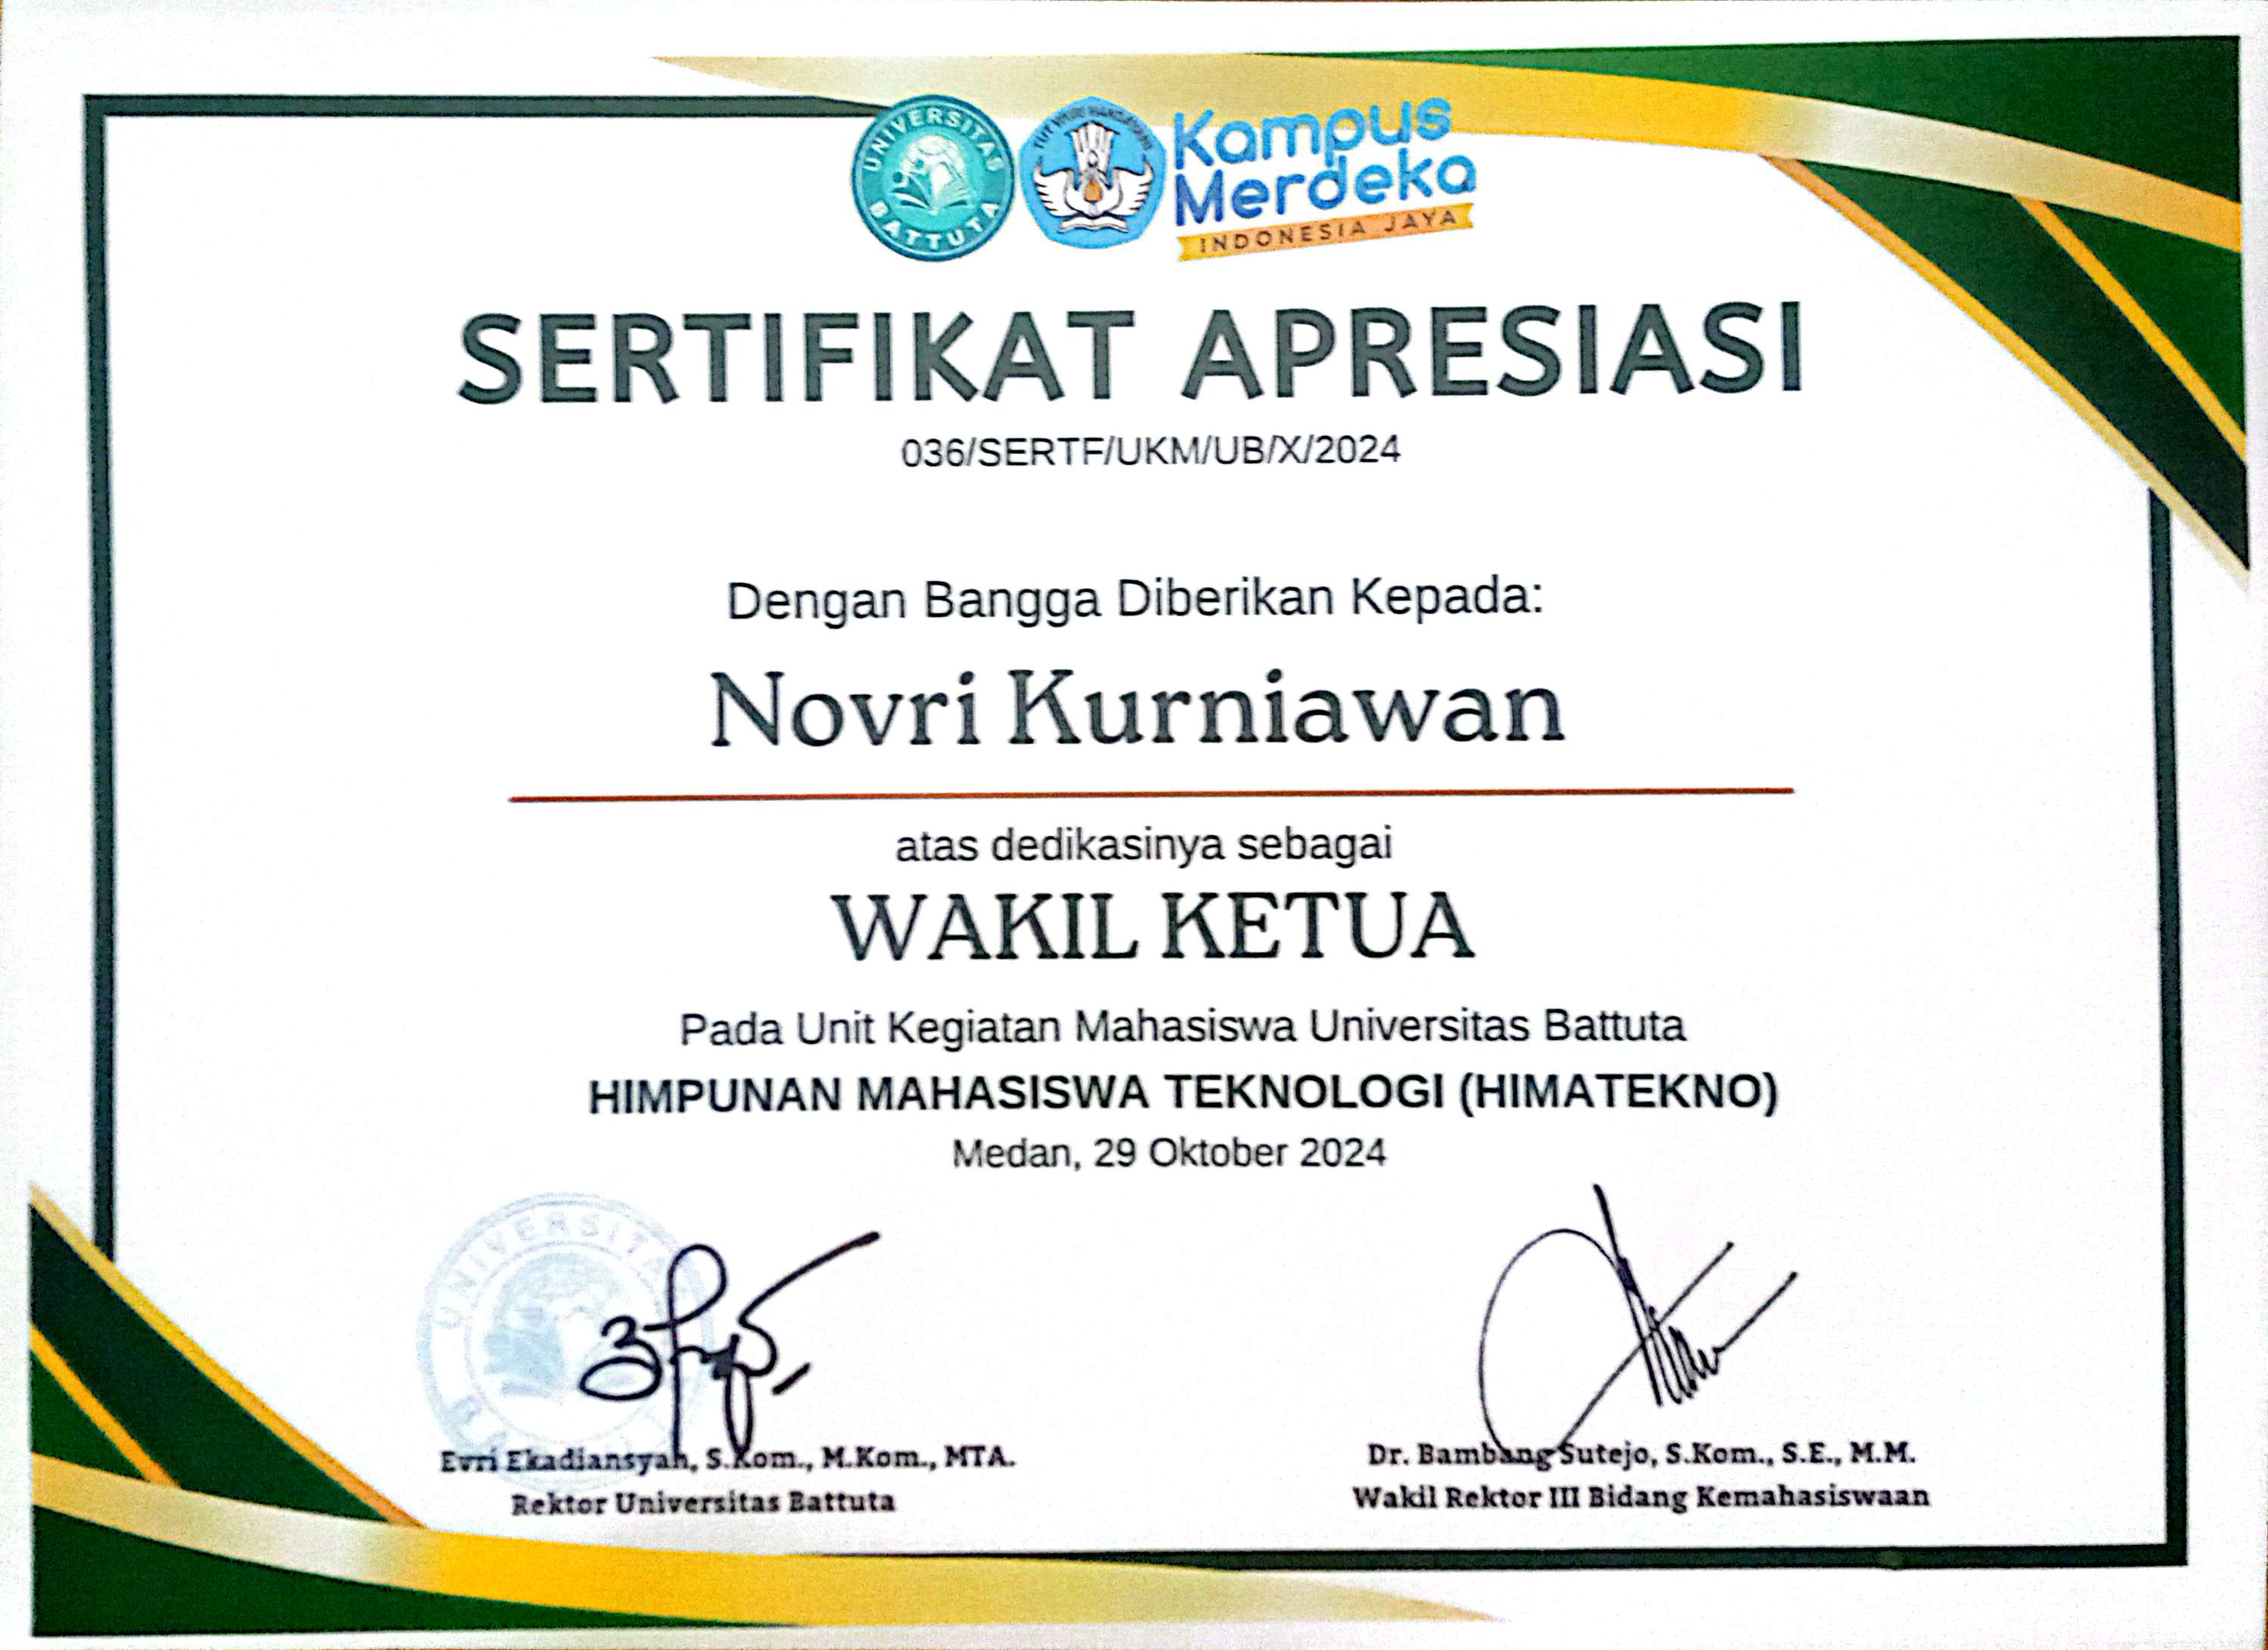 UNIVERSITAS BATTUTA
TUT WURI HANDAYANI
Kampus
Merdeka
INDONESIA JAYA
SERTIFIKAT APRESIASI
036/SERTF/UKM/UB/X/2024
Dengan Bangga Diberikan Kepada:
Novri Kurniawan
atas dedikasinya sebagai
WAKIL KETUA
Pada Unit Kegiatan Mahasiswa Universitas Battuta
HIMPUNAN MAHASISWA TEKNOLOGI (HIMATEKNO)
Medan, 29 Oktober 2024
UNIVERSITA
Evri Ekadiansyah, S.Kom., M.Kom., MTA.
Rektor Universitas Battuta
Dr. Bambang Sutejo, S.Kom., S.E., M.M.
Wakil Rektor III Bidang Kemahasiswaan